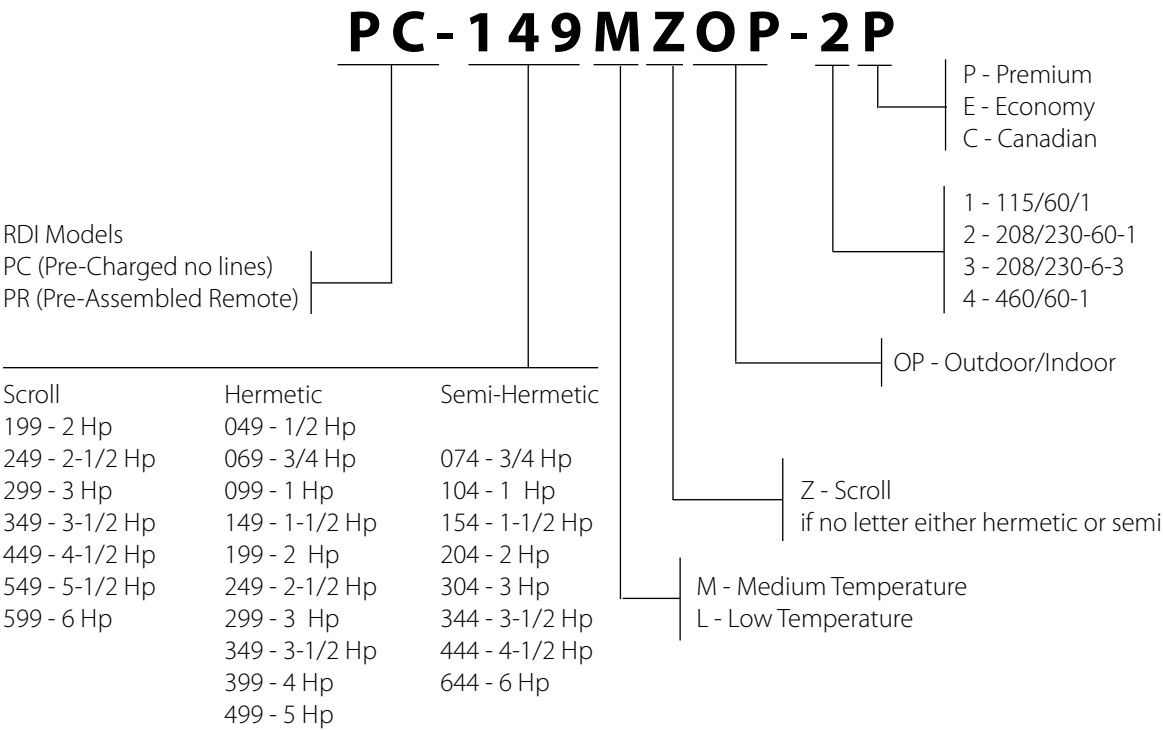 PC-149MZOP-2P
P - Premium
E - Economy
C - Canadian
1 - 115/60/1
2 - 208/230-60-1
3 - 208/230-6-3
4 - 460/60-1
RDI Models
PC (Pre-Charged no lines)
PR (Pre-Assembled Remote)
OP - Outdoor/Indoor
Scroll
199 - 2 Hp
249 - 2-1/2 Hp
299 - 3 Hp
349 - 3-1/2 Hp
449 - 4-1/2 Hp
549 - 5-1/2 Hp
599 - 6 Hp
Hermetic
049 - 1/2 Hp
069 - 3/4 Hp
099 - 1 Hp
149 - 1-1/2 Hp
199 - 2 Hp
249 - 2-1/2 Hp
299 - 3 Hp
349 - 3-1/2 Hp
399 - 4 Hp
499 - 5 Hp
Semi-Hermetic
074 - 3/4 Hp
104 - 1 Hp
154 - 1-1/2 Hp
204 - 2 Hp
304 - 3 Hp
344 - 3-1/2 Hp
444 - 4-1/2 Hp
644 - 6 Hp
Z - Scroll
if no letter either hermetic or semi
M - Medium Temperature
L - Low Temperature